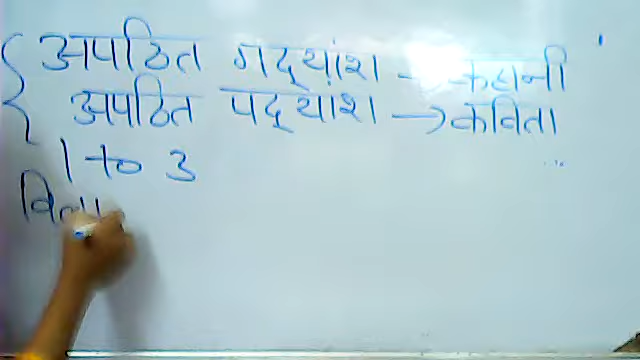 अपठित गद्यांश → कहानी
अपठित पद्यांश → कविता
1 to 3